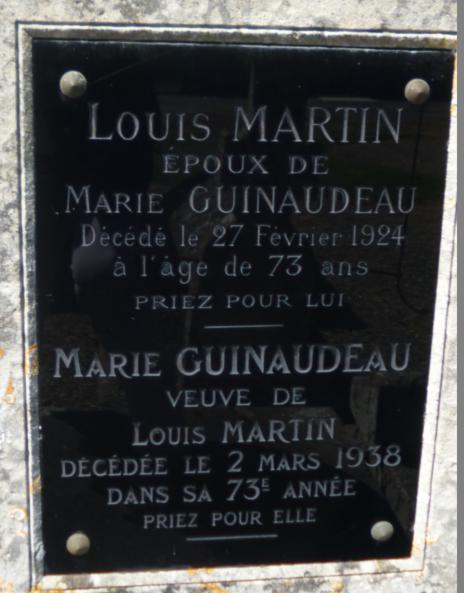 Louis MARTIN
ÉPOUX DE
MARIE GUINAUDEAU
Décédé le 27 Février 1924
à l'âge de 73 ans
PRIEZ POUR LUI
MARIE GUINAUDEAU
VEUVE DE
LOUIS MARTIN
DÉCÉDÉE LE 2 MARS 1938
DANS SA 73E ANNÉE
PRIEZ POUR ELLE